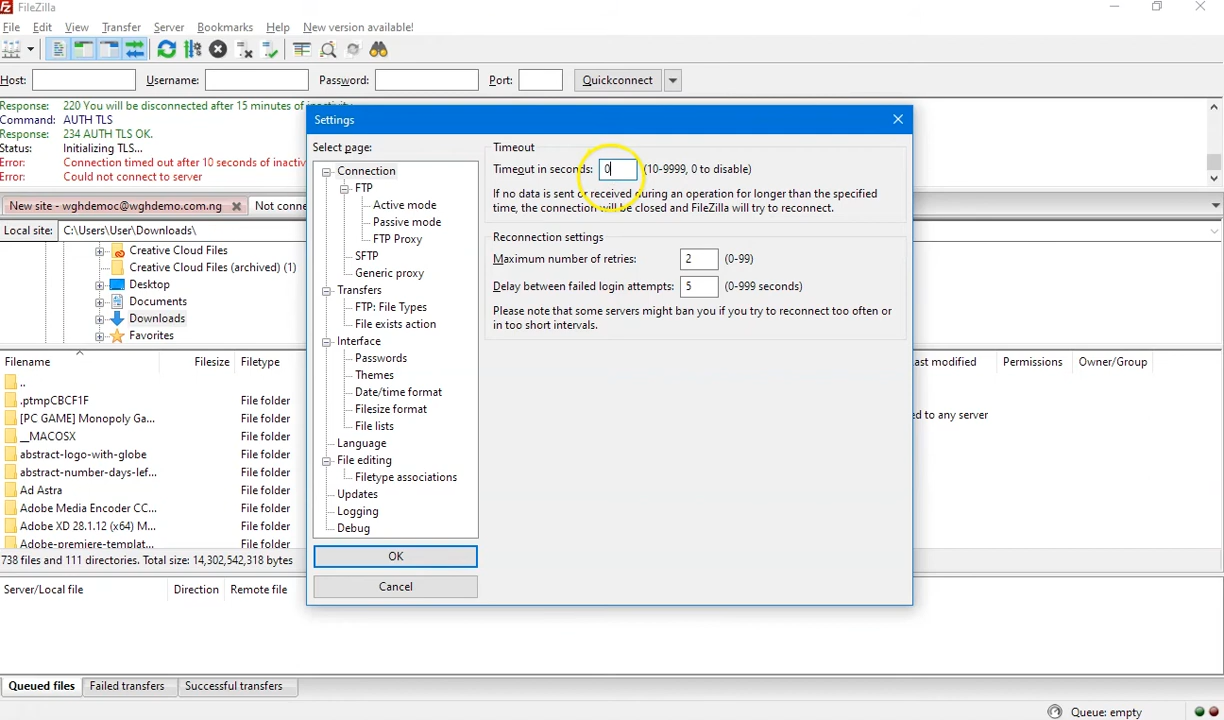 FileZilla
File Edit View Transfer Server Bookmarks Help New version available!
Host: Username: Password: Port: Quickconnect
Response: 220 You will be disconnected after 15 minutes of inactivity.
Command: AUTH TLS
Response: 234 AUTH TLS OK.
Status: Initializing TLS...
Error: Connection timed out after 10 seconds of inactiv
Error: Could not connect to server
New site - wghdemoc@wghdemo.com.ng Not conne
Local site: C:\Users\User\Downloads\
Creative Cloud Files
Creative Cloud Files (archived) (1)
Desktop
Documents
Downloads
Favorites
Filename Filesize Filetype
..
.ptmpCBCF1F File folder
[PC GAME] Monopoly Ga... File folder
__MACOSX File folder
abstract-logo-with-globe File folder
abstract-number-days-lef... File folder
Ad Astra File folder
Adobe Media Encoder CC... File folder
Adobe XD 28.1.12 (x64) M... File folder
Adobe-premiere-templat... File folder
738 files and 111 directories. Total size: 14,302,542,318 bytes
Server/Local file Direction Remote file
Settings
Select page:
Connection
FTP
Active mode
Passive mode
FTP Proxy
SFTP
Generic proxy
Transfers
FTP: File Types
File exists action
Interface
Passwords
Themes
Date/time format
Filesize format
File lists
Language
File editing
Filetype associations
Updates
Logging
Debug
OK
Cancel
Timeout
Timeout in seconds: 0 (10-9999, 0 to disable)
If no data is sent or received during an operation for longer than the specified
time, the connection will be closed and FileZilla will try to reconnect.
Reconnection settings
Maximum number of retries: 2 (0-99)
Delay between failed login attempts: 5 (0-999 seconds)
Please note that some servers might ban you if you try to reconnect too often or
in too short intervals.
ast modified Permissions Owner/Group
ed to any server
Queued files Failed transfers Successful transfers
Queue: empty